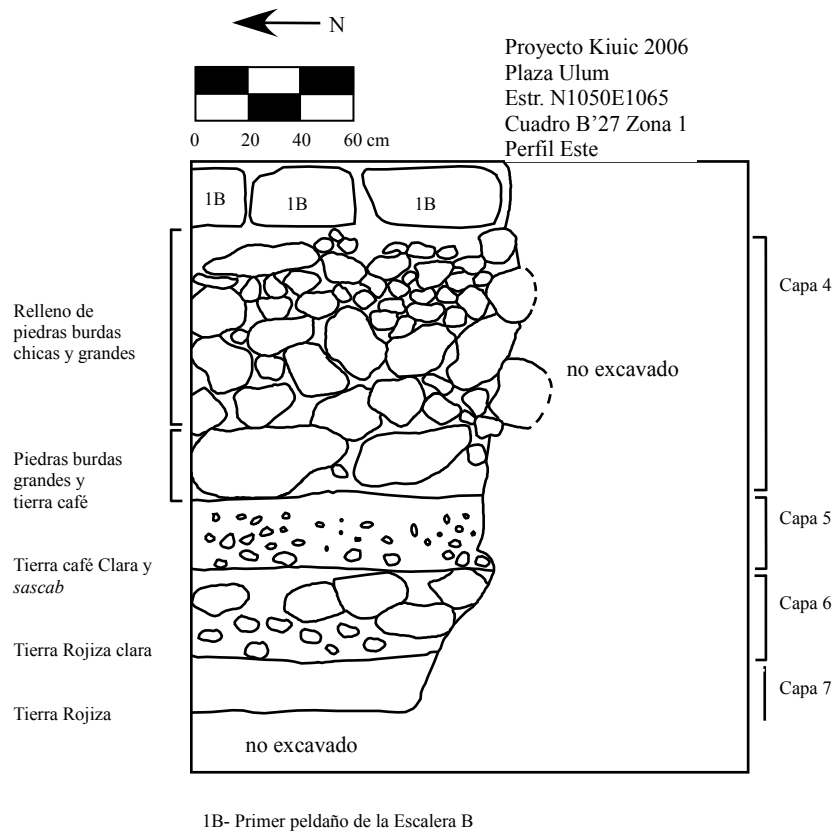 N
Proyecto Kiuic 2006
Plaza Ulum
Estr. N1050E1065
Cuadro B’27 Zona 1
Perfil Este
0 20 40 60 cm
1B 1B 1B
Capa 4
Relleno de
piedras burdas
chicas y grandes
no excavado
Piedras burdas
grandes y
tierra café
Capa 5
Tierra café Clara y
sascab
Capa 6
Tierra Rojiza clara
Capa 7
Tierra Rojiza
no excavado
1B- Primer peldaño de la Escalera B